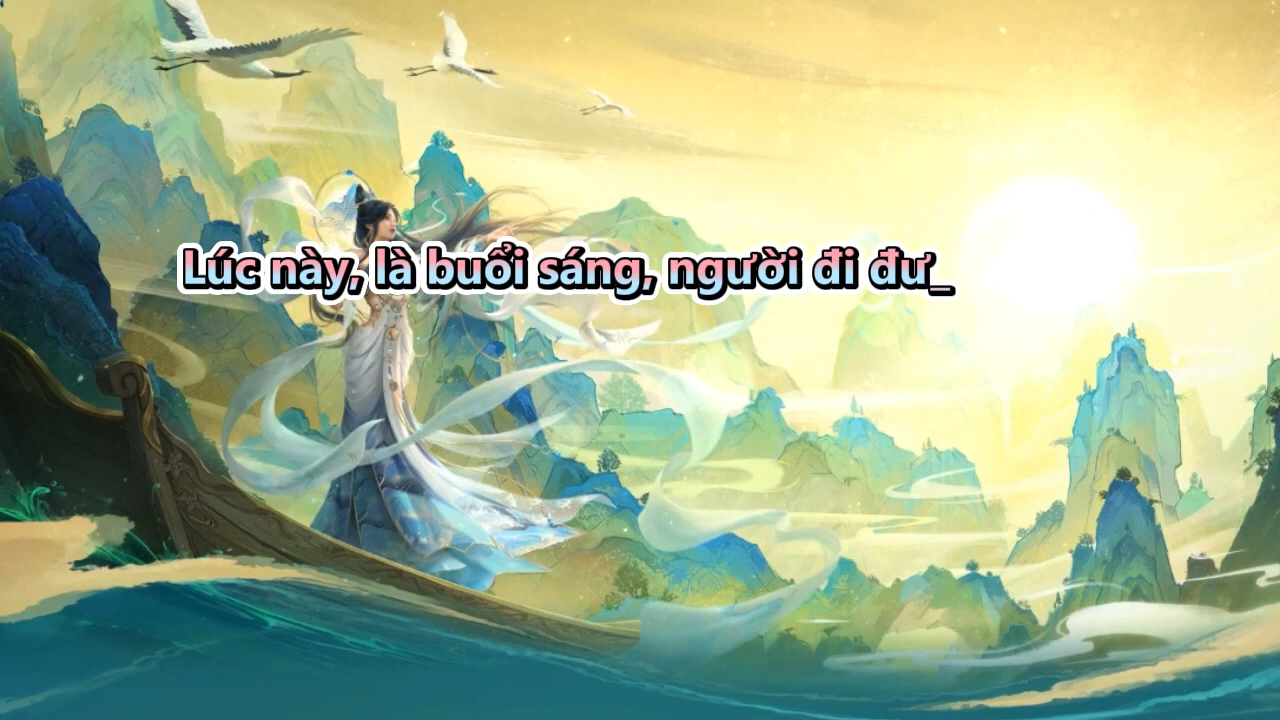 Lúc này, là buổi sáng, người đi đư_